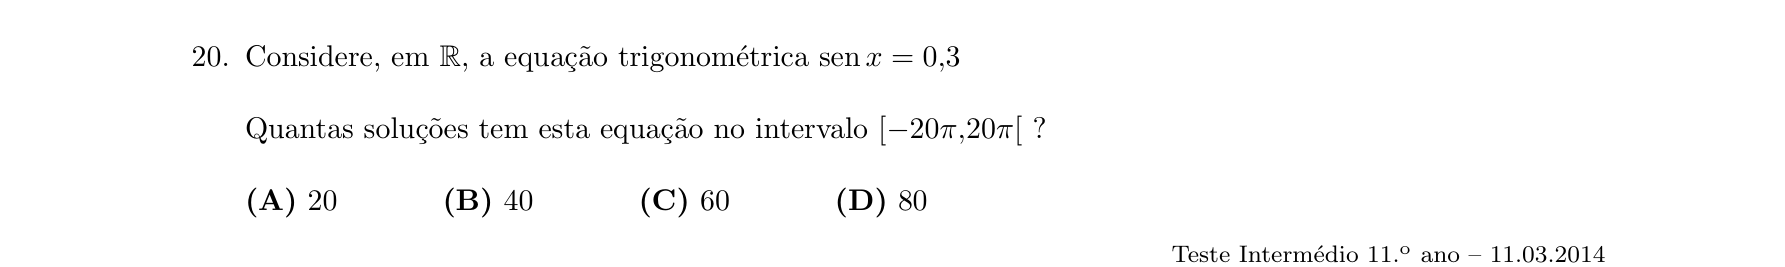 20. Considere, em ℝ, a equação trigonométrica sen x = 0,3
Quantas soluções tem esta equação no intervalo [−20π,20π[ ?
(A) 20 (B) 40 (C) 60 (D) 80
Teste Intermédio 11.º ano – 11.03.2014